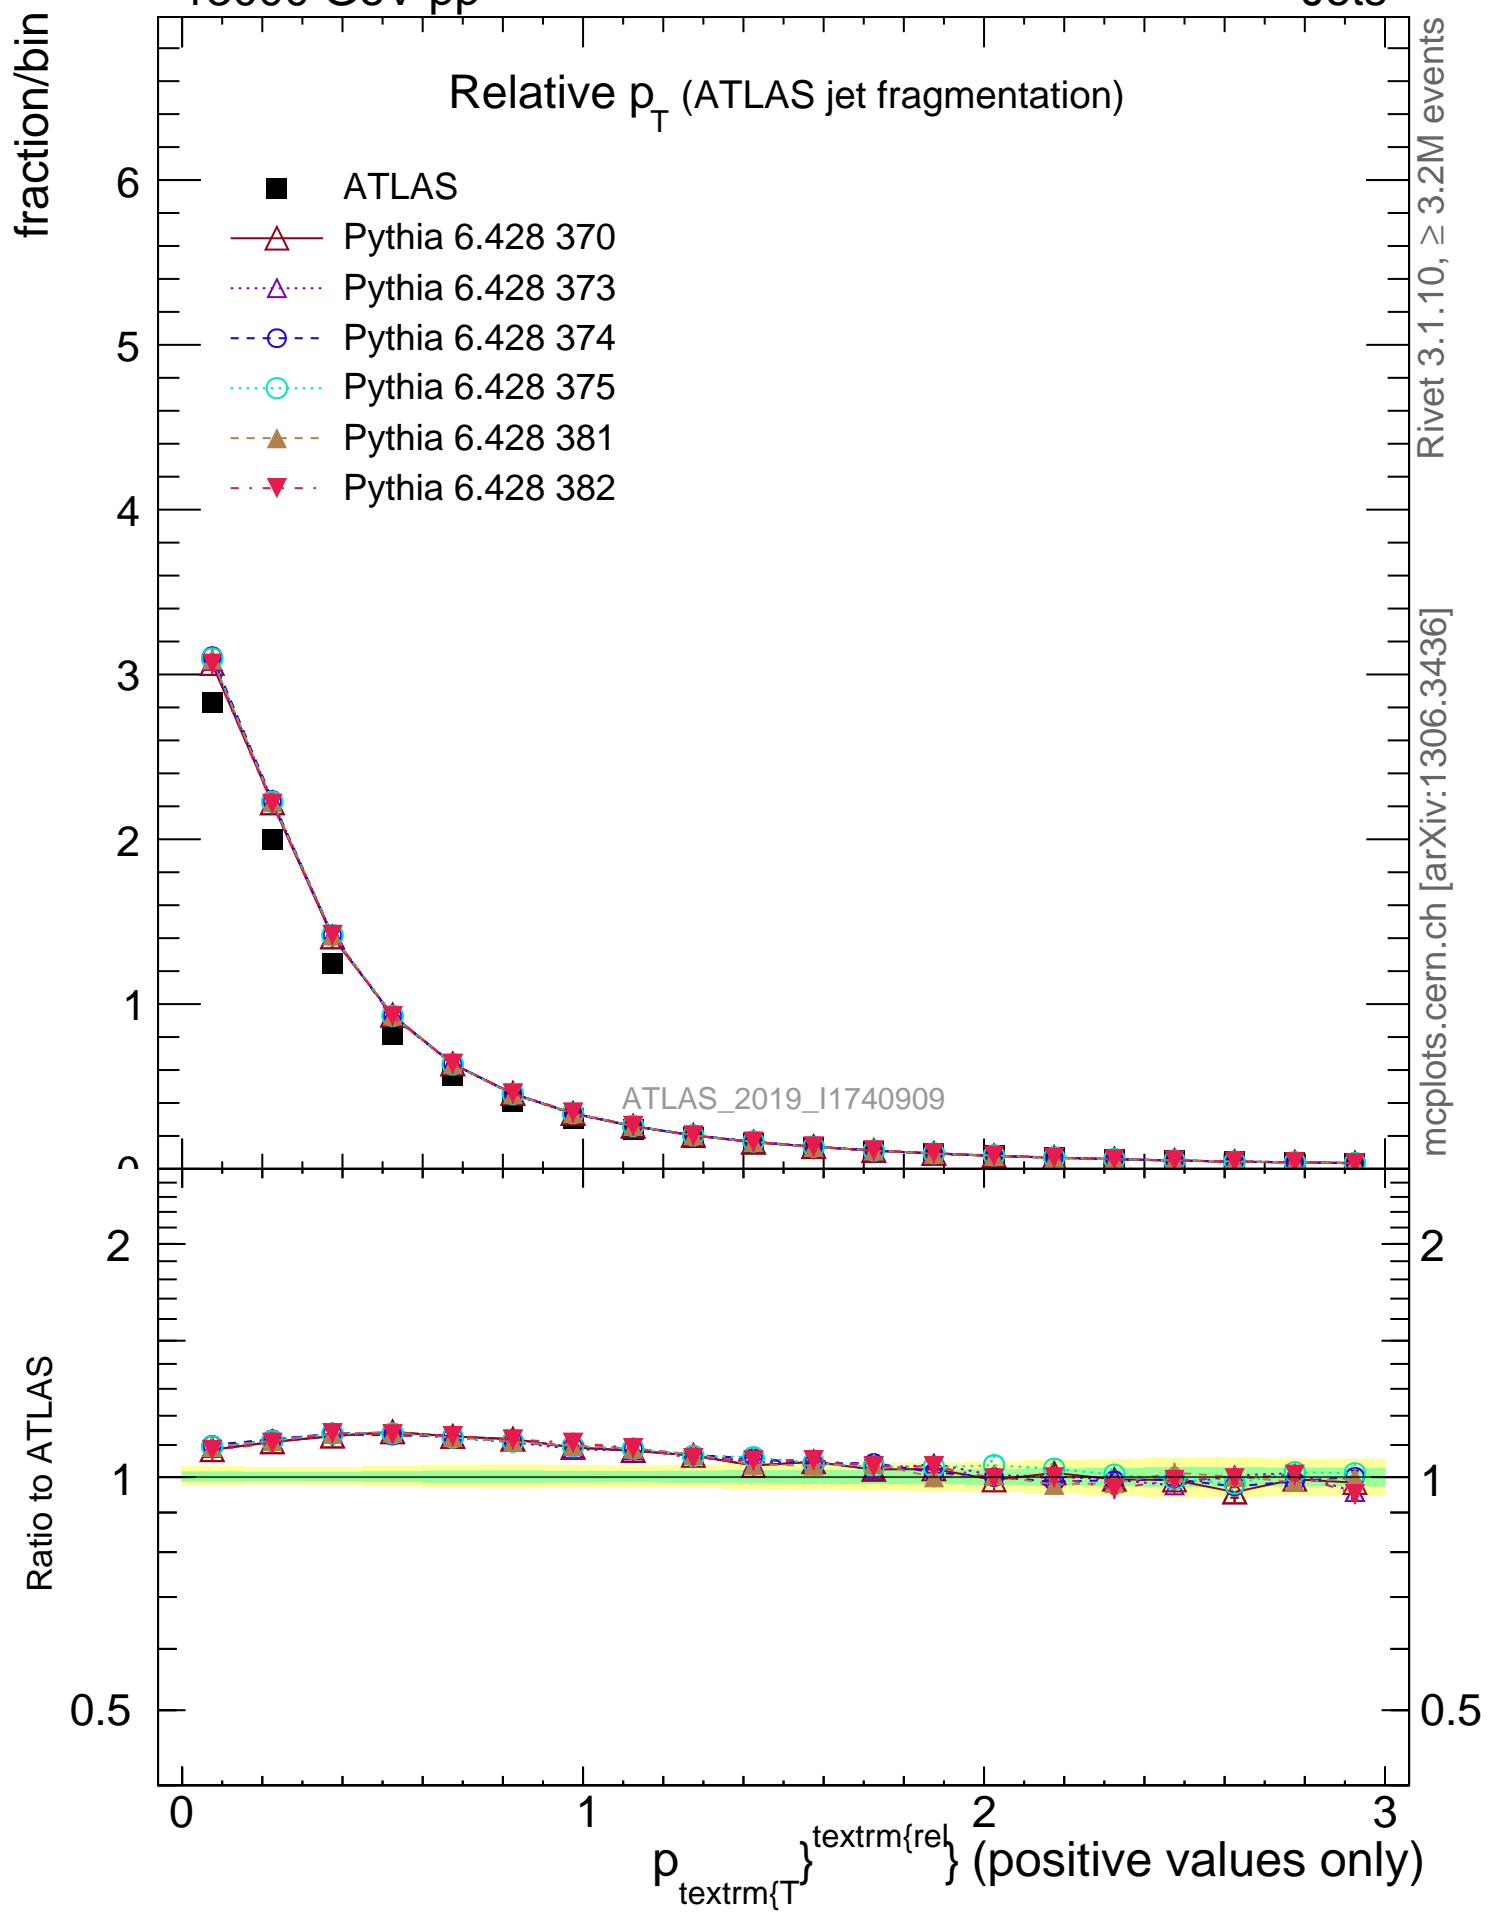 fraction/bin
Relative pT (ATLAS jet fragmentation)
ATLAS
Pythia 6.428 370
Pythia 6.428 373
Pythia 6.428 374
Pythia 6.428 375
Pythia 6.428 381
Pythia 6.428 382
6
5
4
3
2
1
0
ATLAS_2019_I1740909
Rivet 3.1.10, ≥ 3.2M events
mcplots.cern.ch [arXiv:1306.3436]
Ratio to ATLAS
2
1
0.5
2
1
0.5
0
1
2
3
p textrm{T} textrm{rel} (positive values only)